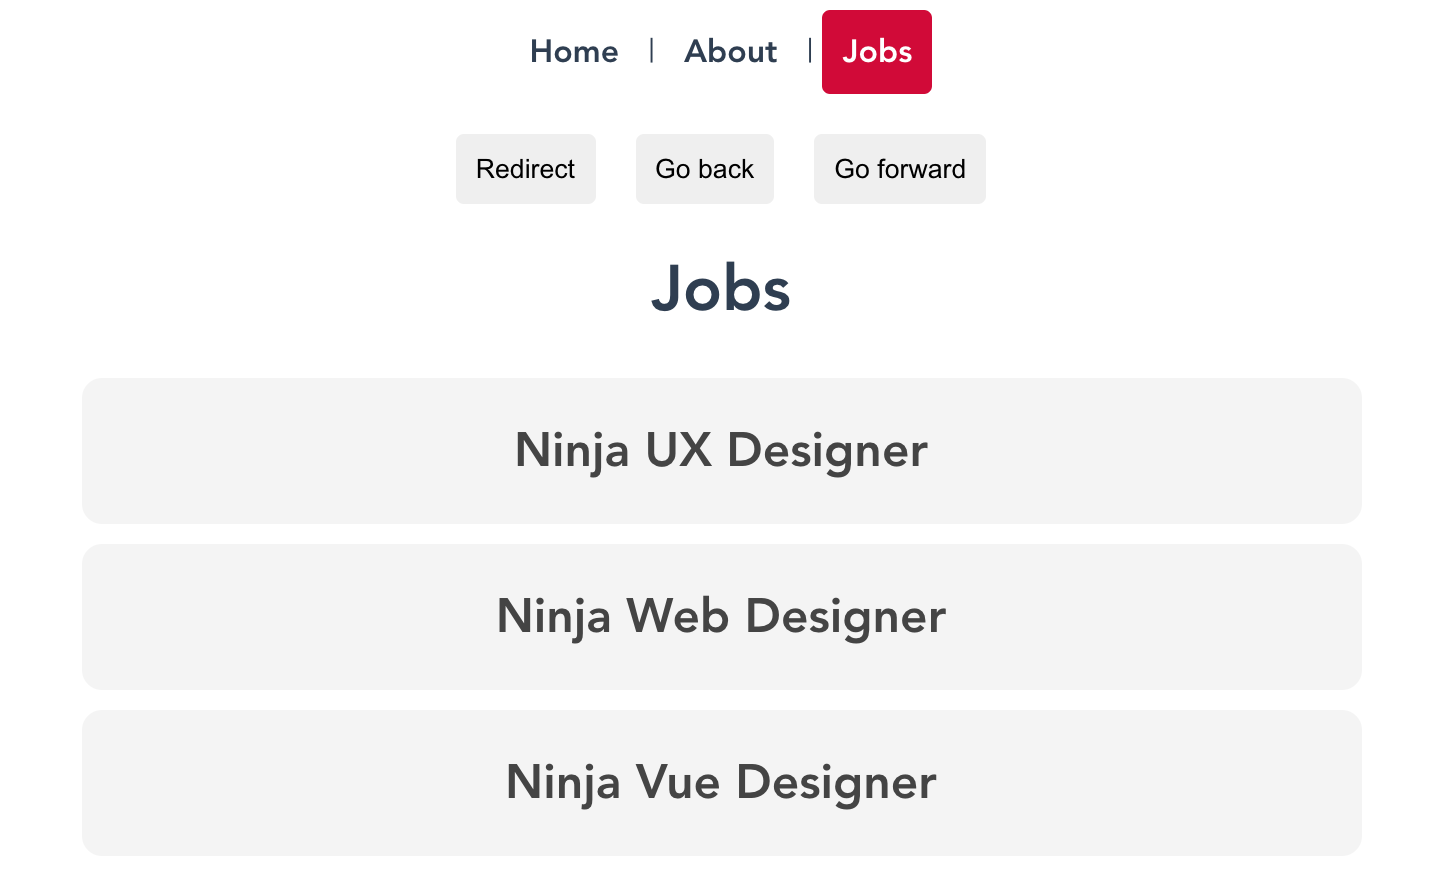 Home | About | Jobs
Redirect Go back Go forward
Jobs
Ninja UX Designer
Ninja Web Designer
Ninja Vue Designer